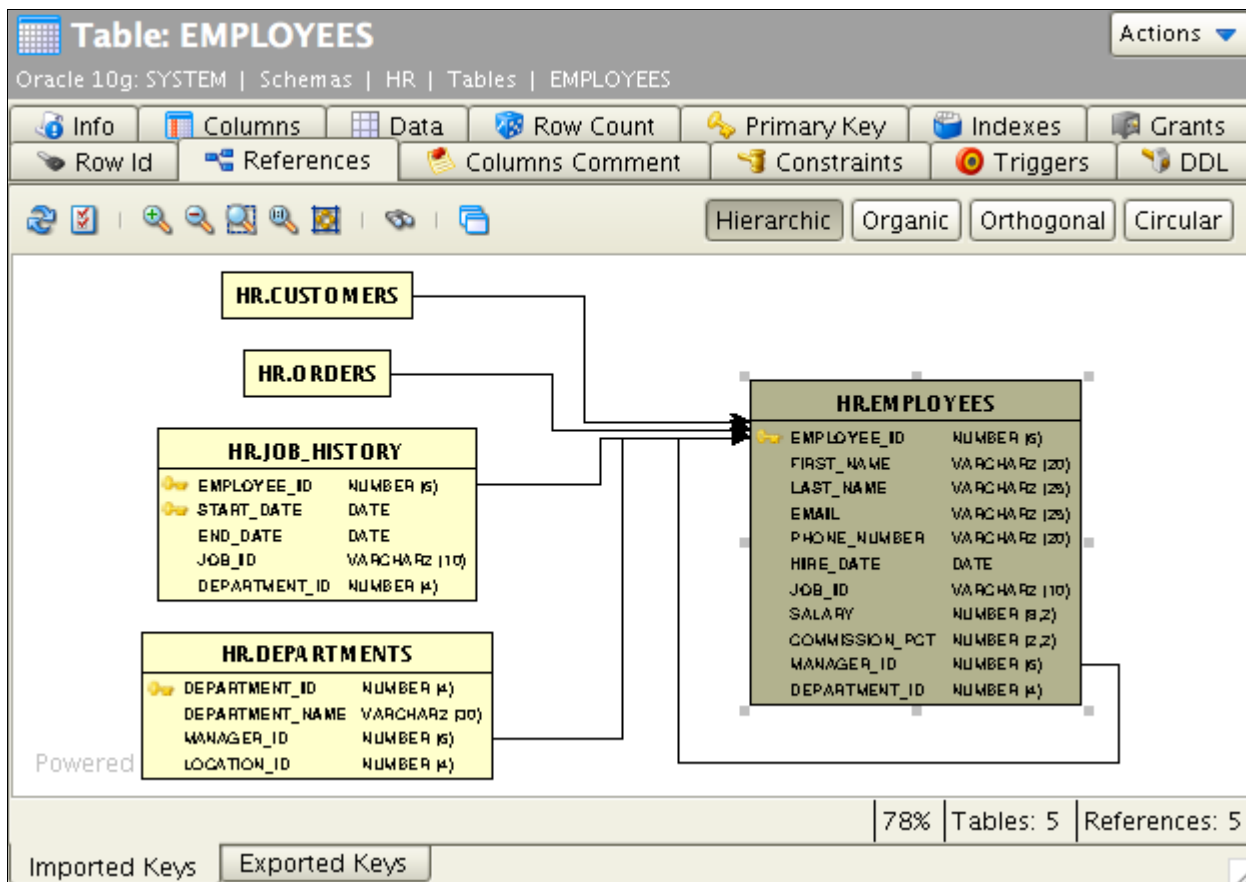 Table: EMPLOYEES
Actions
Oracle 10g: SYSTEM | Schemas | HR | Tables | EMPLOYEES
Info Columns Data Row Count Primary Key Indexes Grants
Row Id References Columns Comment Constraints Triggers DDL
Hierarchic Organic Orthogonal Circular
HR.CUSTOMERS
HR.ORDERS
HR.JOB_HISTORY
EMPLOYEE_ID NUMBER (6)
START_DATE DATE
END_DATE DATE
JOB_ID VARCHAR2 (10)
DEPARTMENT_ID NUMBER (4)
HR.DEPARTMENTS
DEPARTMENT_ID NUMBER (4)
DEPARTMENT_NAME VARCHAR2 (30)
MANAGER_ID NUMBER (6)
LOCATION_ID NUMBER (4)
HR.EMPLOYEES
EMPLOYEE_ID NUMBER (6)
FIRST_NAME VARCHAR2 (20)
LAST_NAME VARCHAR2 (25)
EMAIL VARCHAR2 (25)
PHONE_NUMBER VARCHAR2 (20)
HIRE_DATE DATE
JOB_ID VARCHAR2 (10)
SALARY NUMBER (8,2)
COMMISSION_PCT NUMBER (2,2)
MANAGER_ID NUMBER (6)
DEPARTMENT_ID NUMBER (4)
Powered
78% Tables: 5 References: 5
Imported Keys Exported Keys